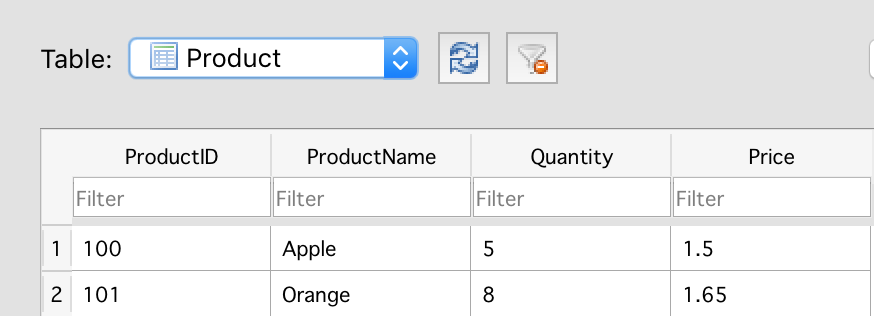 Table: Product
ProductID ProductName Quantity Price
Filter Filter Filter Filter
1 100 Apple 5 1.5
2 101 Orange 8 1.65